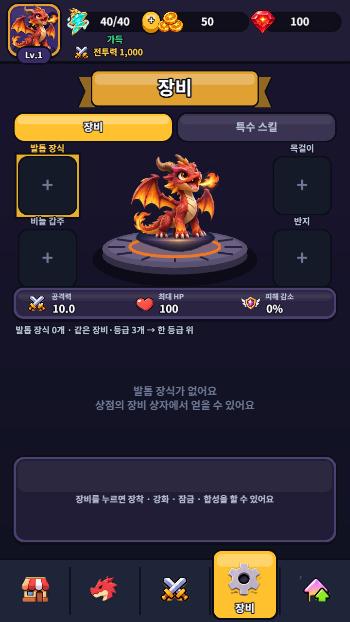 40/40
50
100
가득
Lv.1
전투력 1,000
장비
장비
특수 스킬
발톱 장식
목걸이
비늘 갑주
반지
공격력
10.0
최대 HP
100
피해 감소
0%
발톱 장식 0개 · 같은 장비·등급 3개 → 한 등급 위
발톱 장식가 없어요
상점의 장비 상자에서 얻을 수 있어요
장비를 누르면 장착 · 강화 · 잠금 · 합성을 할 수 있어요
장비